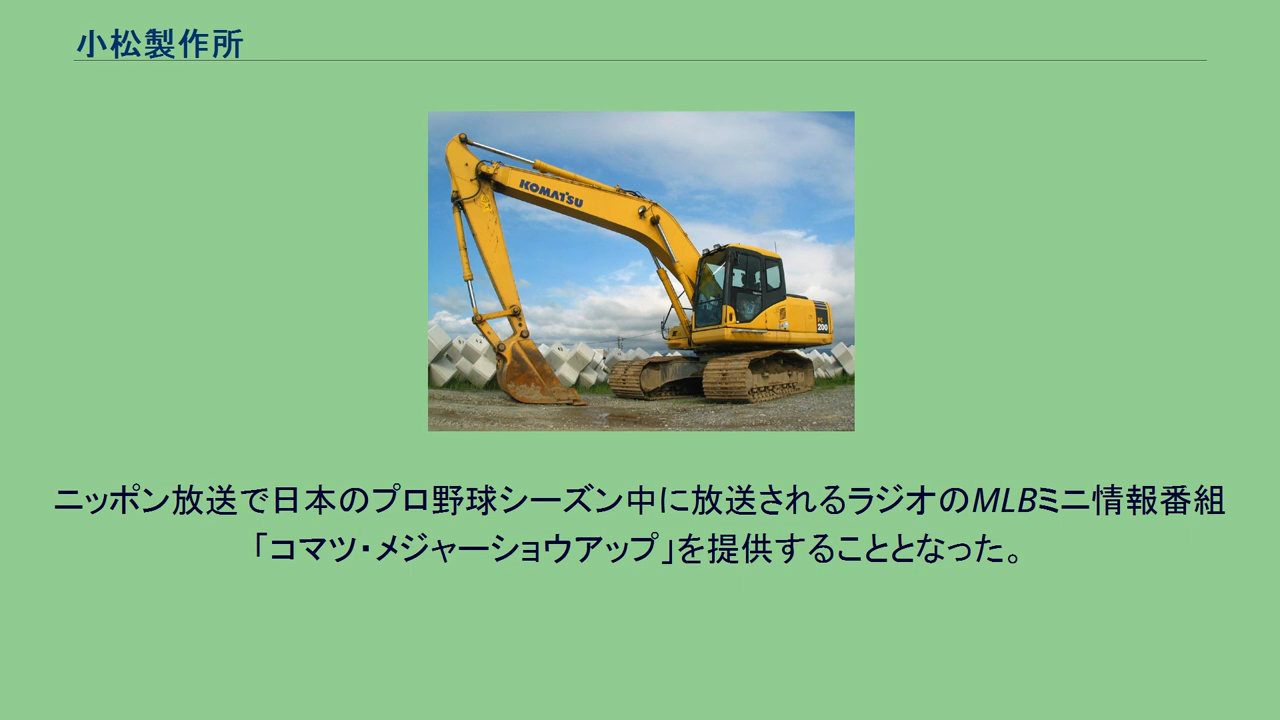 小松製作所
KOMATSU
PC
200
ニッポン放送で日本のプロ野球シーズン中に放送されるラジオのMLBミニ情報番組
「コマツ・メジャーショウアップ」を提供することとなった。